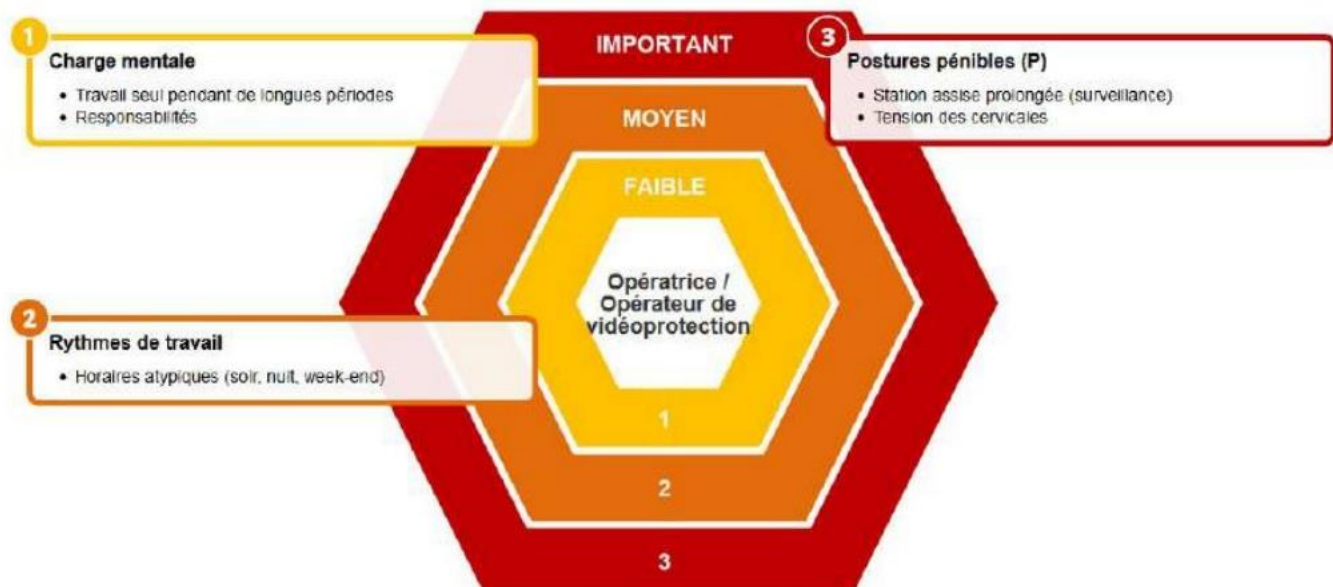 1
Charge mentale
• Travail seul pendant de longues périodes
• Responsabilités
IMPORTANT
3
Postures pénibles (P)
• Station assise prolongée (surveillance)
• Tension des cervicales
MOYEN
FAIBLE
Opératrice /
Opérateur de
vidéoprotection
2
Rythmes de travail
• Horaires atypiques (soir, nuit, week-end)
1
2
3